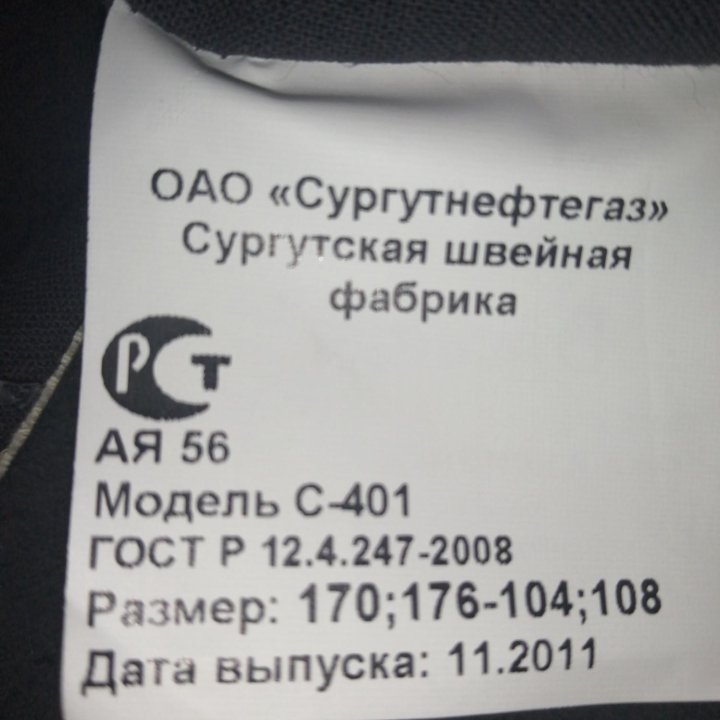 ОАО «Сургутнефтегаз»
Сургутская швейная
фабрика
РСТ
АЯ 56
Модель С-401
ГОСТ Р 12.4.247-2008
Размер: 170;176-104;108
Дата выпуска: 11.2011